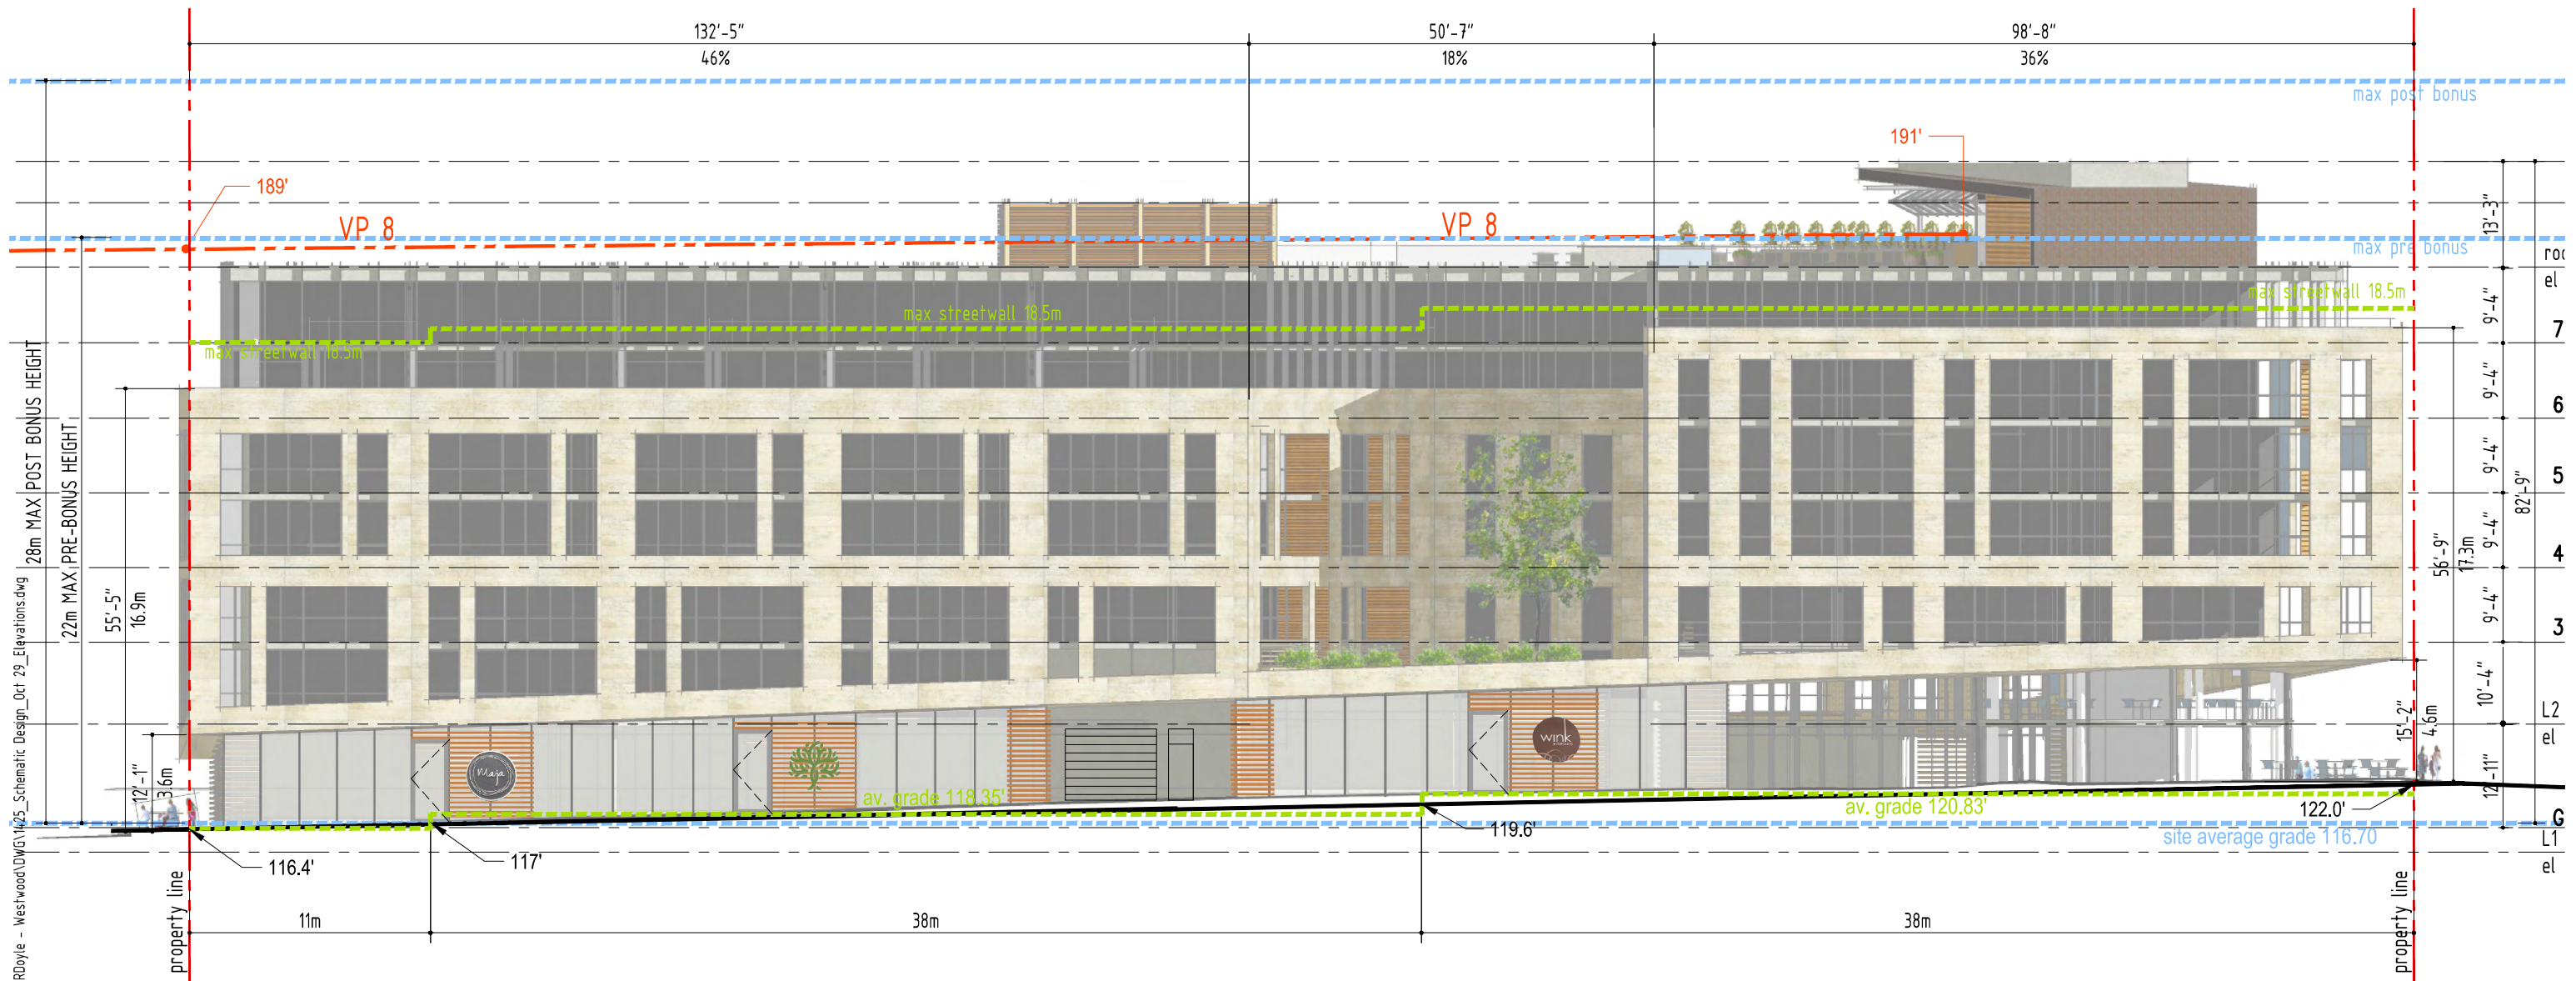 132'-5"
50'-7"
98'-8"
46%
18%
36%
max post bonus
191'
189'
VP 8
VP 8
max pre bonus
13'-3"
el
max streetwall 18.5m
max streetwall 18.5m
max streetwall 18.5m
9'-4"
7
9'-4"
6
9'-4"
5
9'-4"
4
9'-4"
3
10'-4"
L2
el
12'-11"
G
L1
el
82'-9"
56'-9"
17.3m
15'-2"
4.6m
28m MAX POST BONUS HEIGHT
22m MAX PRE-BONUS HEIGHT
55'-5"
16.9m
12'-1"
3.6m
Maja
wink
av. grade 118.35'
av. grade 120.83'
119.6'
122.0'
site average grade 116.70
116.4'
117'
11m
38m
38m
property line
property line
RDoyle - Westwood\DWG\1425_Schematic Design_Oct 29_Elevations.dwg